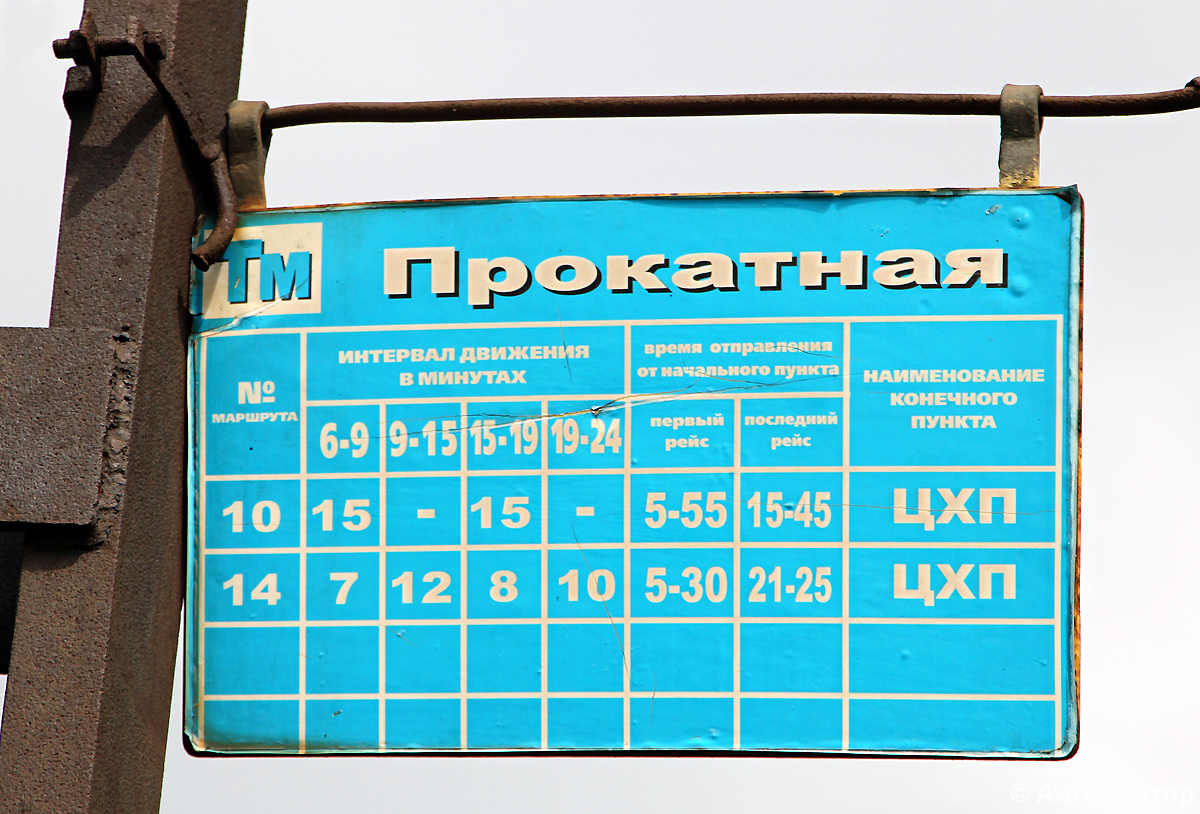 ТМ
Прокатная
№
МАРШРУТА
ИНТЕРВАЛ ДВИЖЕНИЯ
В МИНУТАХ
время отправления
от начального пункта
НАИМЕНОВАНИЕ
КОНЕЧНОГО
ПУНКТА
6-9 9-15 15-19 19-24
первый
рейс
последний
рейс
10 15 - 15 - 5-55 15-45 ЦХП
14 7 12 8 10 5-30 21-25 ЦХП